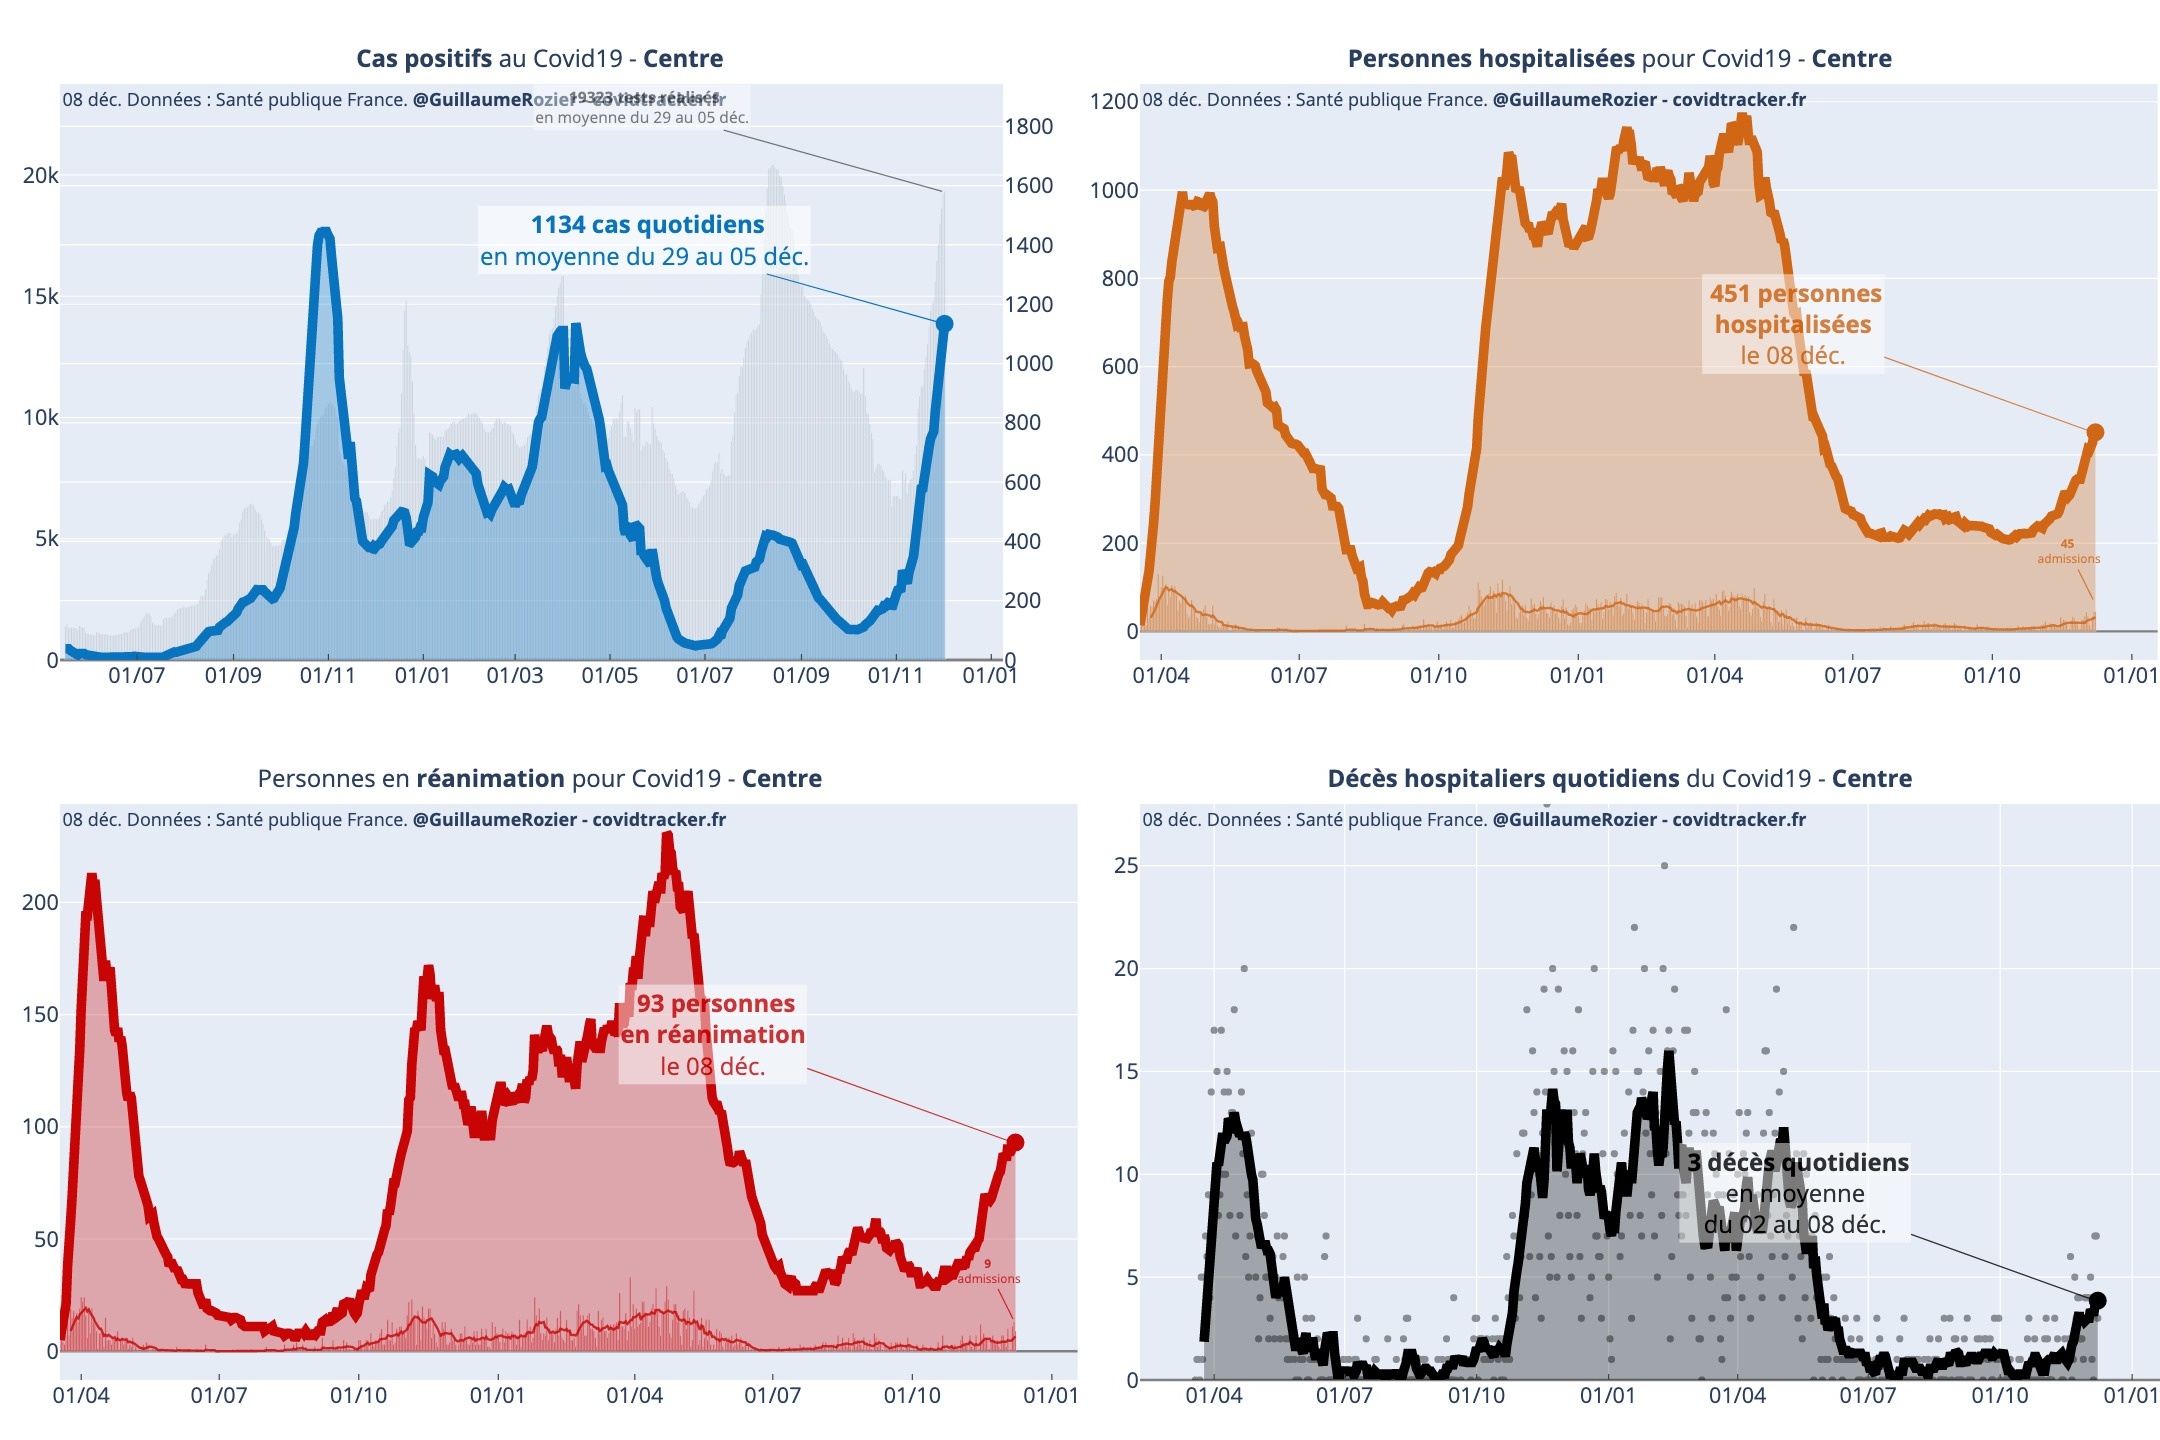 Cas positifs au Covid19 - Centre
08 déc. Données : Santé publique France. @GuillaumeRozier - covidtracker.fr
19323 tests réalisés
en moyenne du 29 au 05 déc.
1134 cas quotidiens
en moyenne du 29 au 05 déc.
20k
15k
10k
5k
0
1800
1600
1400
1200
1000
800
600
400
200
0
01/07 01/09 01/11 01/01 01/03 01/05 01/07 01/09 01/11 01/01
Personnes hospitalisées pour Covid19 - Centre
08 déc. Données : Santé publique France. @GuillaumeRozier - covidtracker.fr
1200
1000
800
600
400
200
0
451 personnes
hospitalisées
le 08 déc.
45
admissions
01/04 01/07 01/10 01/01 01/04 01/07 01/10 01/01
Personnes en réanimation pour Covid19 - Centre
08 déc. Données : Santé publique France. @GuillaumeRozier - covidtracker.fr
200
150
100
50
0
93 personnes
en réanimation
le 08 déc.
9
admissions
01/04 01/07 01/10 01/01 01/04 01/07 01/10 01/01
Décès hospitaliers quotidiens du Covid19 - Centre
08 déc. Données : Santé publique France. @GuillaumeRozier - covidtracker.fr
25
20
15
10
5
0
3 décès quotidiens
en moyenne
du 02 au 08 déc.
01/04 01/07 01/10 01/01 01/04 01/07 01/10 01/01